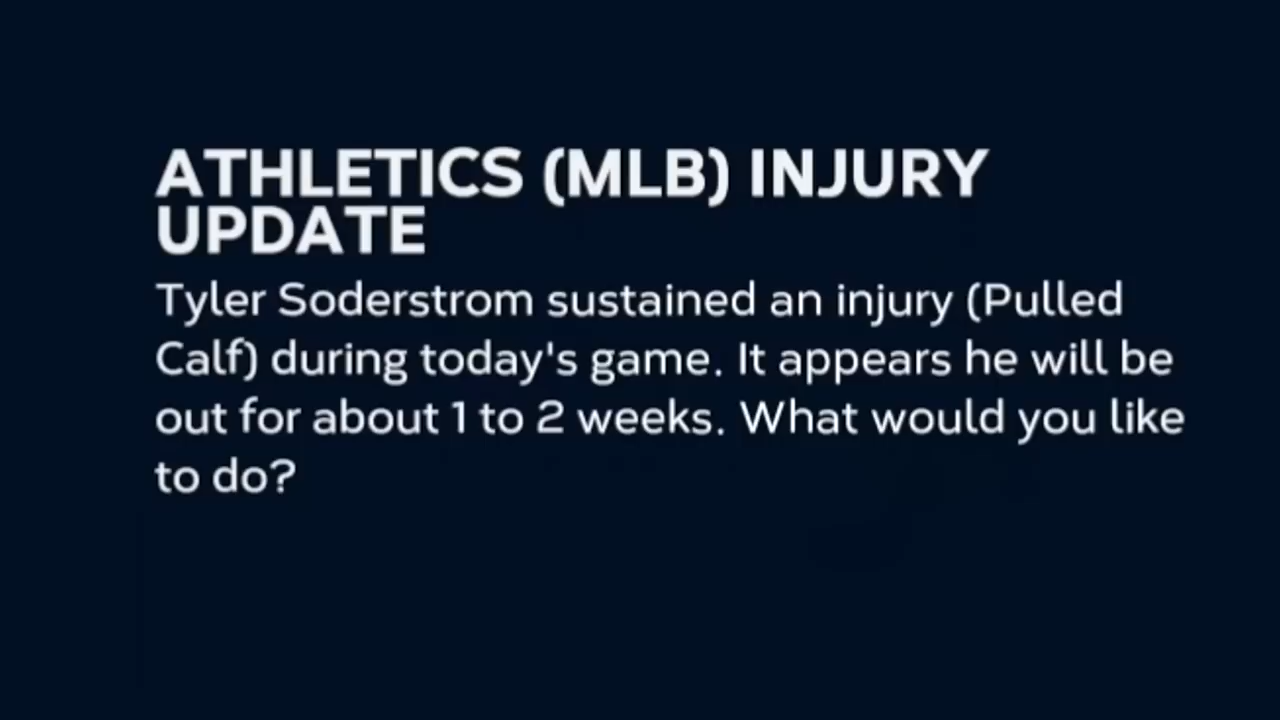 ATHLETICS (MLB) INJURY
UPDATE
Tyler Soderstrom sustained an injury (Pulled
Calf) during today's game. It appears he will be
out for about 1 to 2 weeks. What would you like
to do?